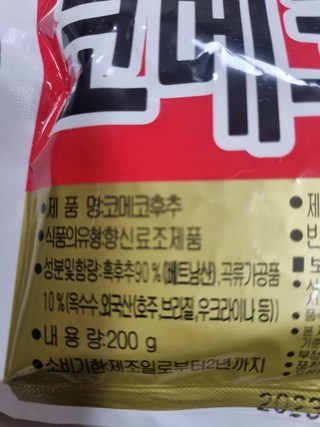 코메코
●제 품 명:코메코후추
●식품의유형:향신료조제품
●성분및함량: 흑후추90%(베트남산), 곡류가공품
10%(옥수수:외국산(호주,브라질,우크라이나 등))
●내 용 량:200 g
●소비기한:제조일로부터2년까지
●제
●빈
■보
●품